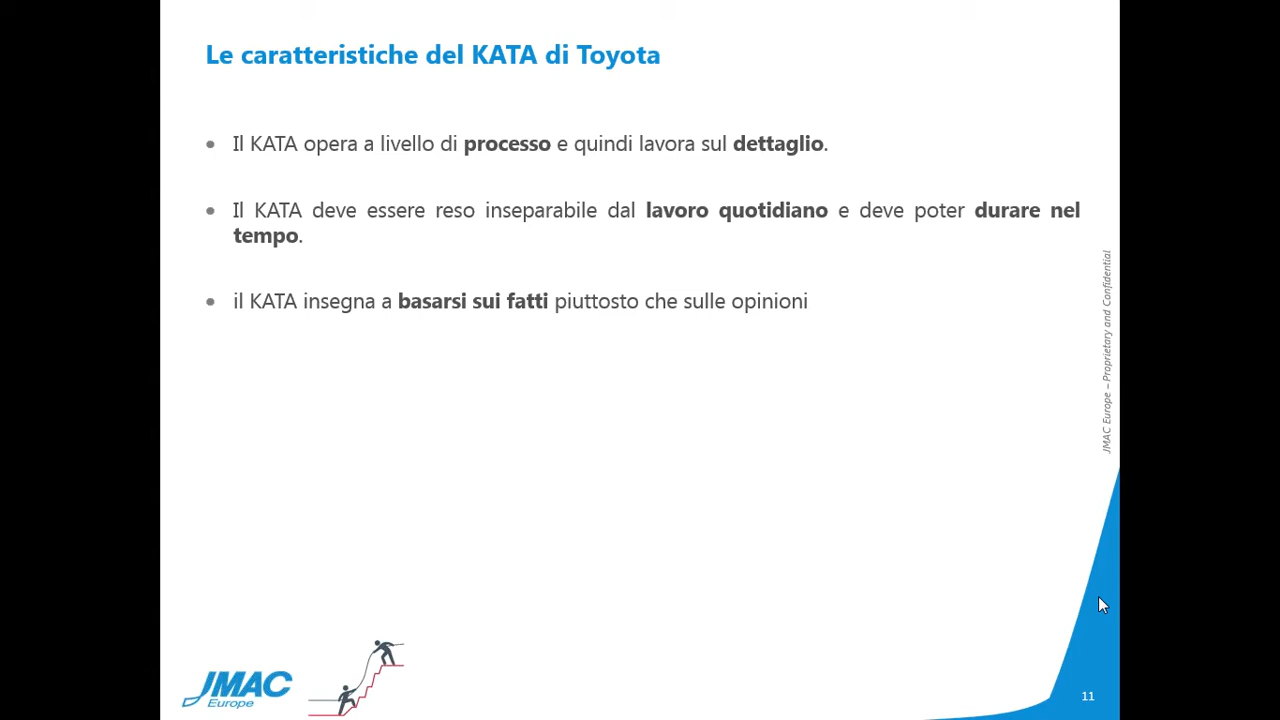 Le caratteristiche del KATA di Toyota
• Il KATA opera a livello di processo e quindi lavora sul dettaglio.
• Il KATA deve essere reso inseparabile dal lavoro quotidiano e deve poter durare nel
tempo.
• il KATA insegna a basarsi sui fatti piuttosto che sulle opinioni
JMAC Europe – Proprietary and Confidential
JMAC
Europe
11